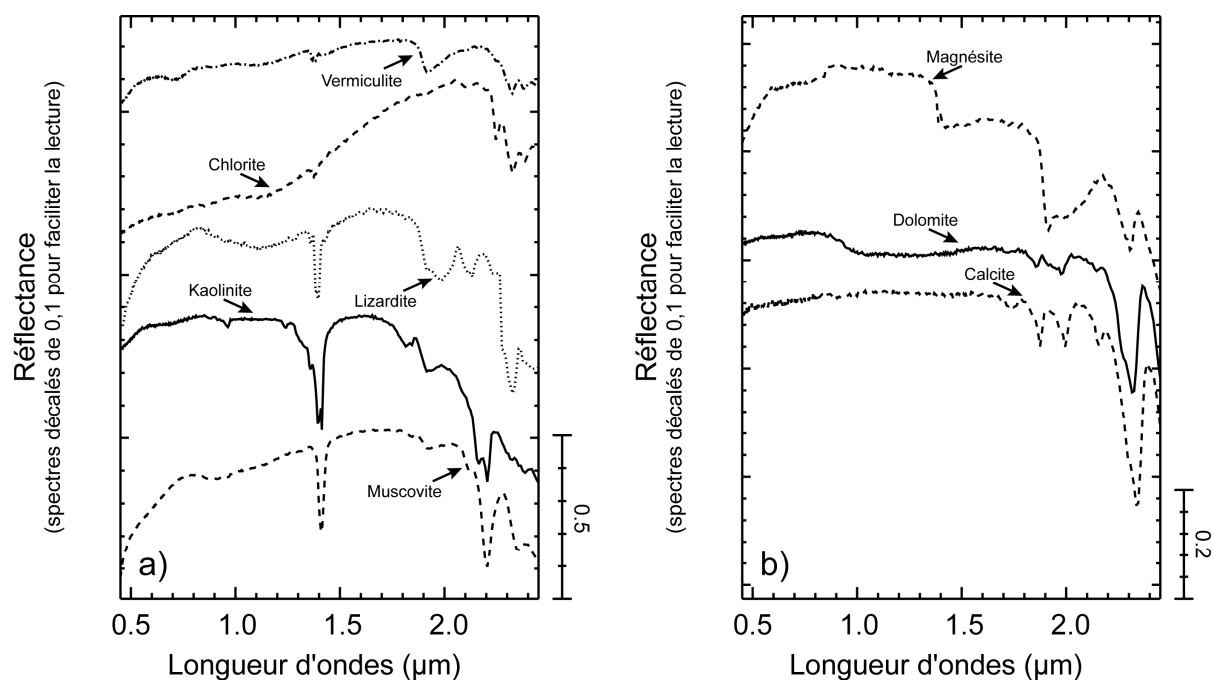 Réflectance
(spectres décalés de 0,1 pour faciliter la lecture)
Vermiculite
Chlorite
Kaolinite
Lizardite
Muscovite
a)
0.5
0.5
1.0
1.5
2.0
Longueur d'ondes (µm)
Réflectance
(spectres décalés de 0,1 pour faciliter la lecture)
Magnésite
Dolomite
Calcite
b)
0.2
0.5
1.0
1.5
2.0
Longueur d'ondes (µm)